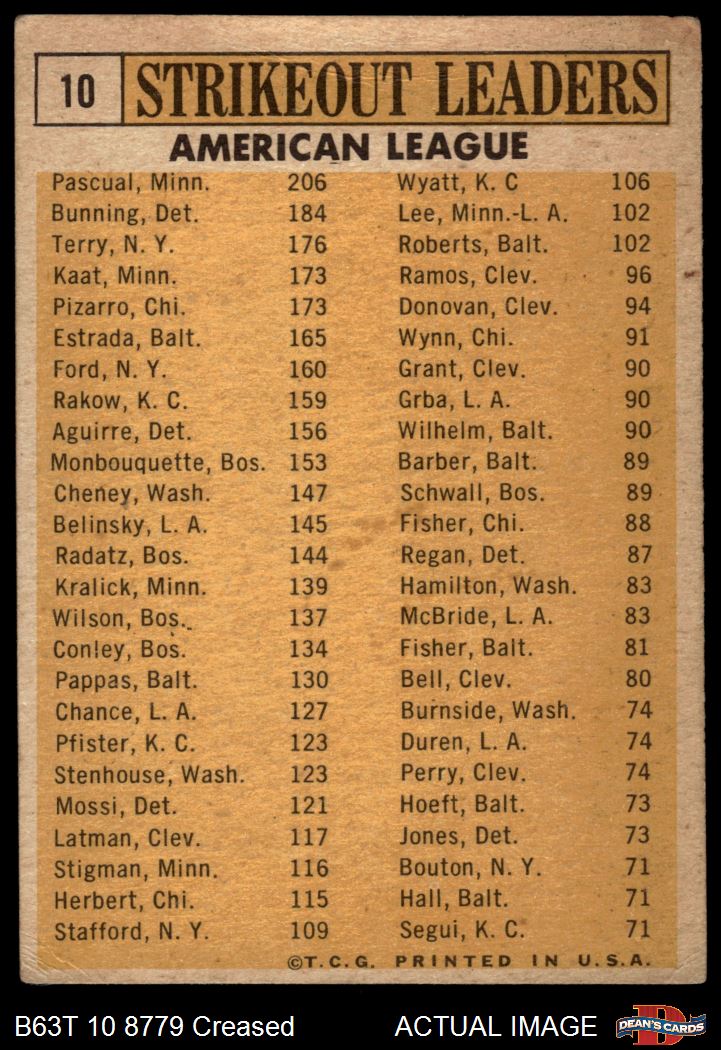 10 STRIKEOUT LEADERS
AMERICAN LEAGUE
Pascual, Minn. 206
Bunning, Det. 184
Terry, N. Y. 176
Kaat, Minn. 173
Pizarro, Chi. 173
Estrada, Balt. 165
Ford, N. Y. 160
Rakow, K. C. 159
Aguirre, Det. 156
Monbouquette, Bos. 153
Cheney, Wash. 147
Belinsky, L. A. 145
Radatz, Bos. 144
Kralick, Minn. 139
Wilson, Bos. 137
Conley, Bos. 134
Pappas, Balt. 130
Chance, L. A. 127
Pfister, K. C. 123
Stenhouse, Wash. 123
Mossi, Det. 121
Latman, Clev. 117
Stigman, Minn. 116
Herbert, Chi. 115
Stafford, N. Y. 109
Wyatt, K. C 106
Lee, Minn.-L. A. 102
Roberts, Balt. 102
Ramos, Clev. 96
Donovan, Clev. 94
Wynn, Chi. 91
Grant, Clev. 90
Grba, L. A. 90
Wilhelm, Balt. 90
Barber, Balt. 89
Schwall, Bos. 89
Fisher, Chi. 88
Regan, Det. 87
Hamilton, Wash. 83
McBride, L. A. 83
Fisher, Balt. 81
Bell, Clev. 80
Burnside, Wash. 74
Duren, L. A. 74
Perry, Clev. 74
Hoeft, Balt. 73
Jones, Det. 73
Bouton, N. Y. 71
Hall, Balt. 71
Segui, K. C. 71
©T.C.G. PRINTED IN U.S.A.
B63T 10 8779 Creased
ACTUAL IMAGE
D
DEAN'S CARDS